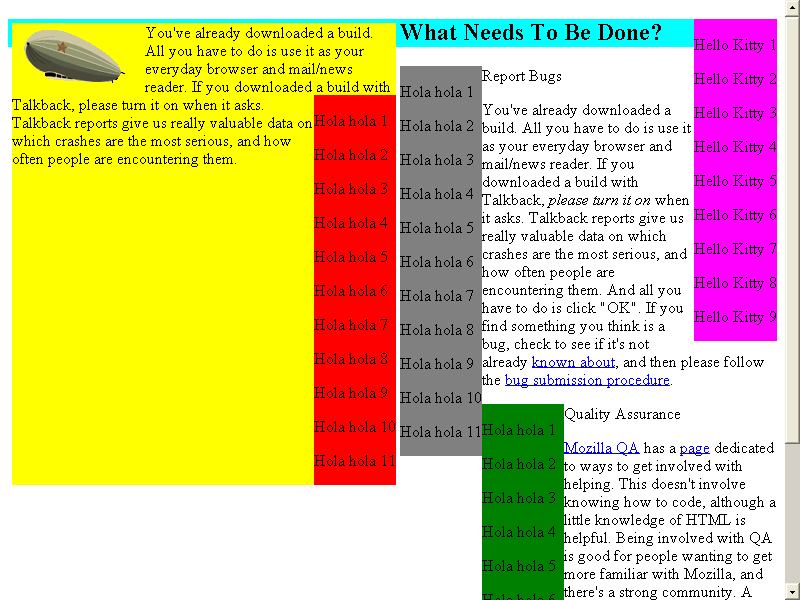 You've already downloaded a build.
All you have to do is use it as your
everyday browser and mail/news
reader. If you downloaded a build with
Talkback, please turn it on when it asks.
Talkback reports give us really valuable data on
which crashes are the most serious, and how
often people are encountering them.
Hola hola 1
Hola hola 2
Hola hola 3
Hola hola 4
Hola hola 5
Hola hola 6
Hola hola 7
Hola hola 8
Hola hola 9
Hola hola 10
Hola hola 11
What Needs To Be Done?
Hello Kitty 1
Hello Kitty 2
Hello Kitty 3
Hello Kitty 4
Hello Kitty 5
Hello Kitty 6
Hello Kitty 7
Hello Kitty 8
Hello Kitty 9
Hola hola 1
Hola hola 2
Hola hola 3
Hola hola 4
Hola hola 5
Hola hola 6
Hola hola 7
Hola hola 8
Hola hola 9
Hola hola 10
Hola hola 11
Report Bugs
You've already downloaded a
build. All you have to do is use it
as your everyday browser and
mail/news reader. If you
downloaded a build with
Talkback, please turn it on when
it asks. Talkback reports give us
really valuable data on which
crashes are the most serious, and
how often people are
encountering them. And all you
have to do is click "OK". If you
find something you think is a
bug, check to see if it's not
already known about, and then please follow
the bug submission procedure.
Hola hola 1
Hola hola 2
Hola hola 3
Hola hola 4
Hola hola 5
Hola hola 6
Quality Assurance
Mozilla QA has a page dedicated
to ways to get involved with
helping. This doesn't involve
knowing how to code, although a
little knowledge of HTML is
helpful. Being involved with QA
is good for people wanting to get
more familiar with Mozilla, and
there's a strong community. A